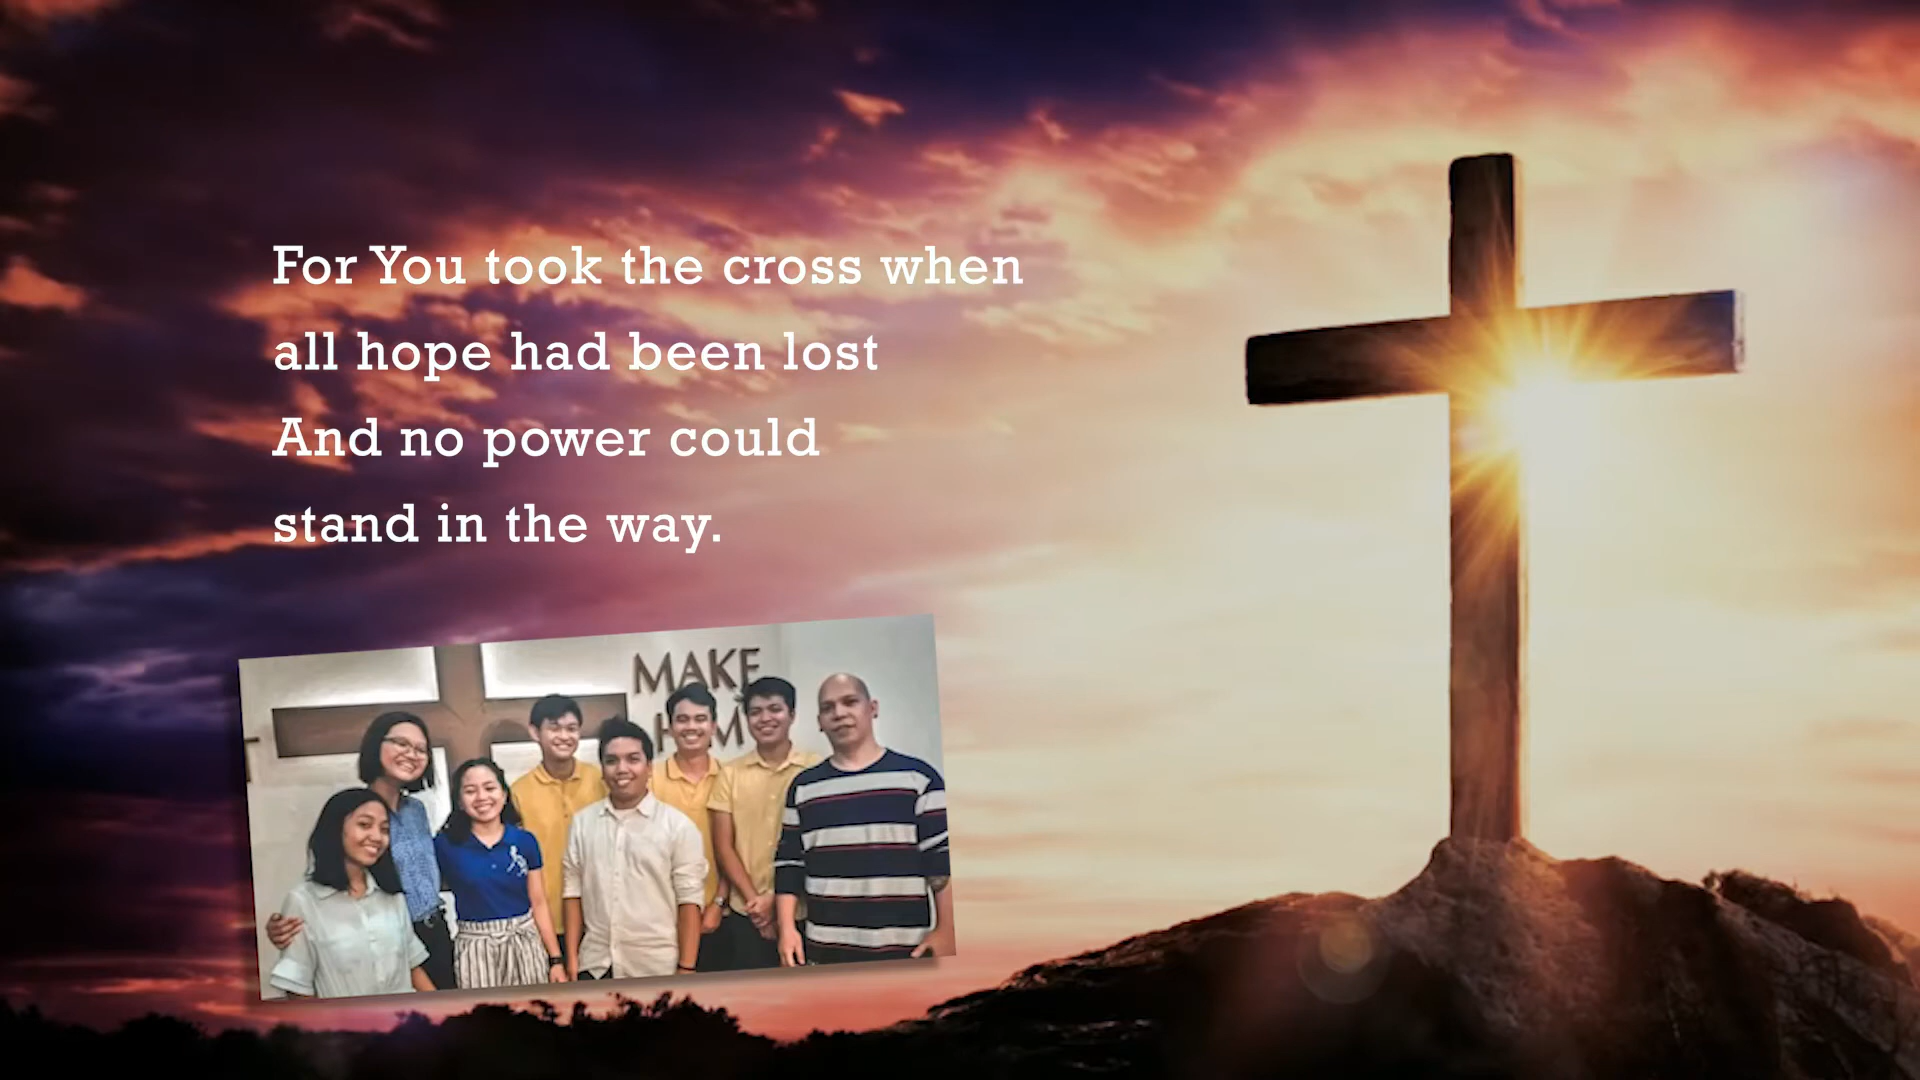 For You took the cross when
all hope had been lost
And no power could
stand in the way.
MAKE
HIM